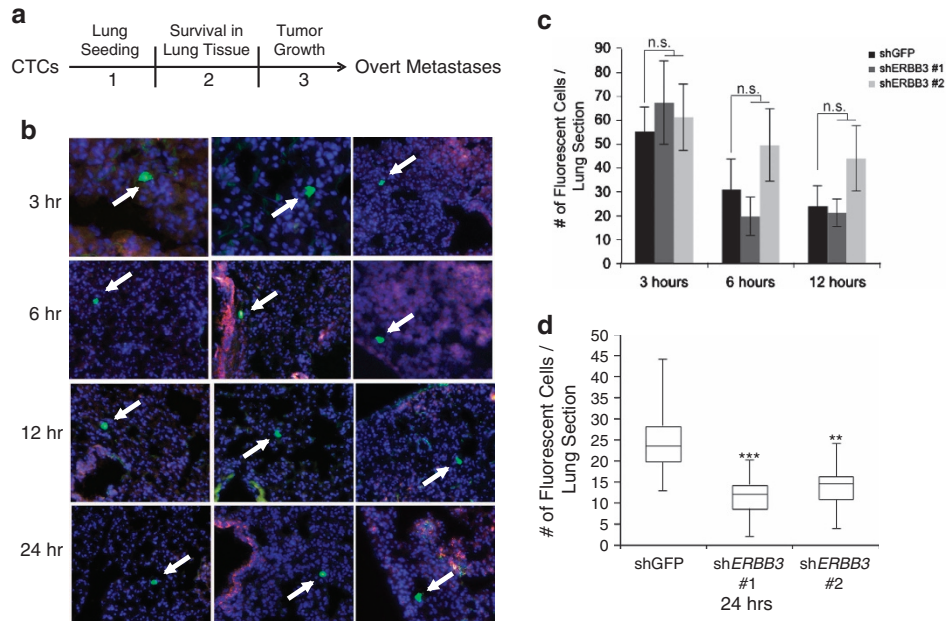 a
Lung Seeding
Survival in Lung Tissue
Tumor Growth
CTCs
Overt Metastases
1
2
3
b
3 hr
6 hr
12 hr
24 hr
c
# of Fluorescent Cells / Lung Section
90
80
70
60
50
40
30
20
10
0
n.s.
n.s.
n.s.
shGFP
shERBB3 #1
shERBB3 #2
3 hours
6 hours
12 hours
d
# of Fluorescent Cells / Lung Section
50
45
40
35
30
25
20
15
10
5
0
***
**
shGFP
shERBB3 #1
shERBB3 #2
24 hrs